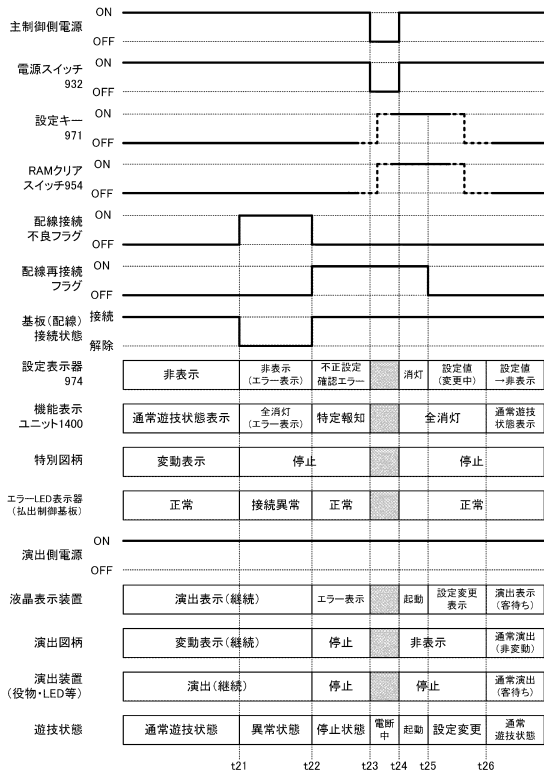 主制御側電源
ON
OFF
電源スイッチ
932
ON
OFF
設定キー
971
ON
OFF
RAMクリア
スイッチ954
ON
OFF
配線接続
不良フラグ
ON
OFF
配線再接続
フラグ
ON
OFF
基板(配線)
接続状態
接続
解除
設定表示器
974
非表示
非表示
(エラー表示)
不正設定
確認エラー
消灯
設定値
(変更中)
設定値
→非表示
機能表示
ユニット1400
通常遊技状態表示
全消灯
(エラー表示)
特定報知
全消灯
通常遊技
状態表示
特別図柄
変動表示
停止
停止
エラーLED表示器
(払出制御基板)
正常
接続異常
正常
正常
演出側電源
ON
OFF
液晶表示装置
演出表示(継続)
エラー表示
起動
設定変更
表示
演出表示
(客待ち)
演出図柄
変動表示(継続)
停止
非表示
通常演出
(非変動)
演出装置
(役物・LED等)
演出(継続)
停止
停止
通常演出
(客待ち)
遊技状態
通常遊技状態
異常状態
停止状態
電断
中
起動
設定変更
通常
遊技状態
t21
t22
t23
t24
t25
t26